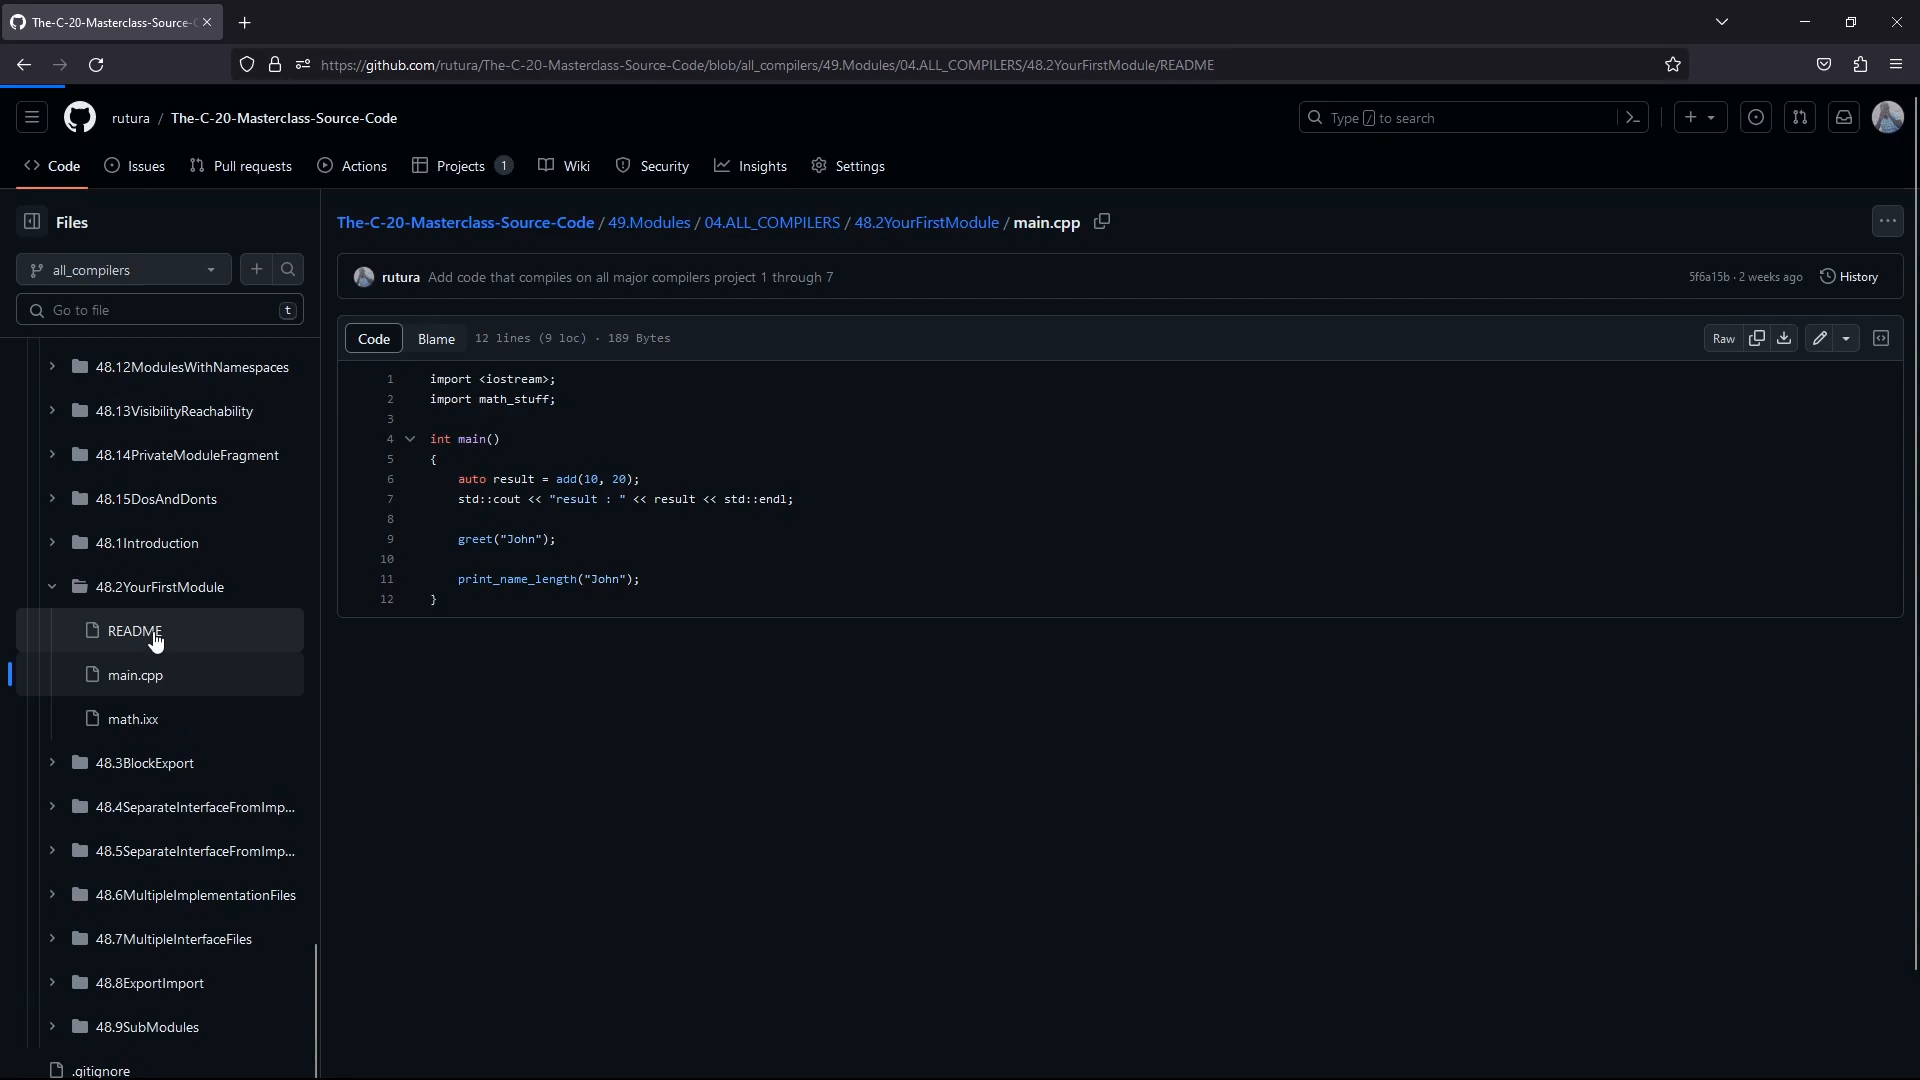 The-C-20-Masterclass-Source-C
https://github.com/rutura/The-C-20-Masterclass-Source-Code/blob/all_compilers/49.Modules/04.ALL_COMPILERS/48.2YourFirstModule/README
rutura / The-C-20-Masterclass-Source-Code
Type / to search
Code Issues Pull requests Actions Projects 1 Wiki Security Insights Settings
Files
The-C-20-Masterclass-Source-Code / 49.Modules / 04.ALL_COMPILERS / 48.2YourFirstModule / main.cpp
all_compilers
rutura Add code that compiles on all major compilers project 1 through 7
5f6a15b · 2 weeks ago History
Go to file t
Code Blame 12 lines (9 loc) · 189 Bytes
Raw
48.12ModulesWithNamespaces
48.13VisibilityReachability
48.14PrivateModuleFragment
48.15DosAndDonts
48.1Introduction
48.2YourFirstModule
README
main.cpp
math.ixx
48.3BlockExport
48.4SeparateInterfaceFromImp...
48.5SeparateInterfaceFromImp...
48.6MultipleImplementationFiles
48.7MultipleInterfaceFiles
48.8ExportImport
48.9SubModules
.gitignore
1 import <iostream>;
2 import math_stuff;
3
4 int main()
5 {
6 auto result = add(10, 20);
7 std::cout << "result : " << result << std::endl;
8
9 greet("John");
10
11 print_name_length("John");
12 }